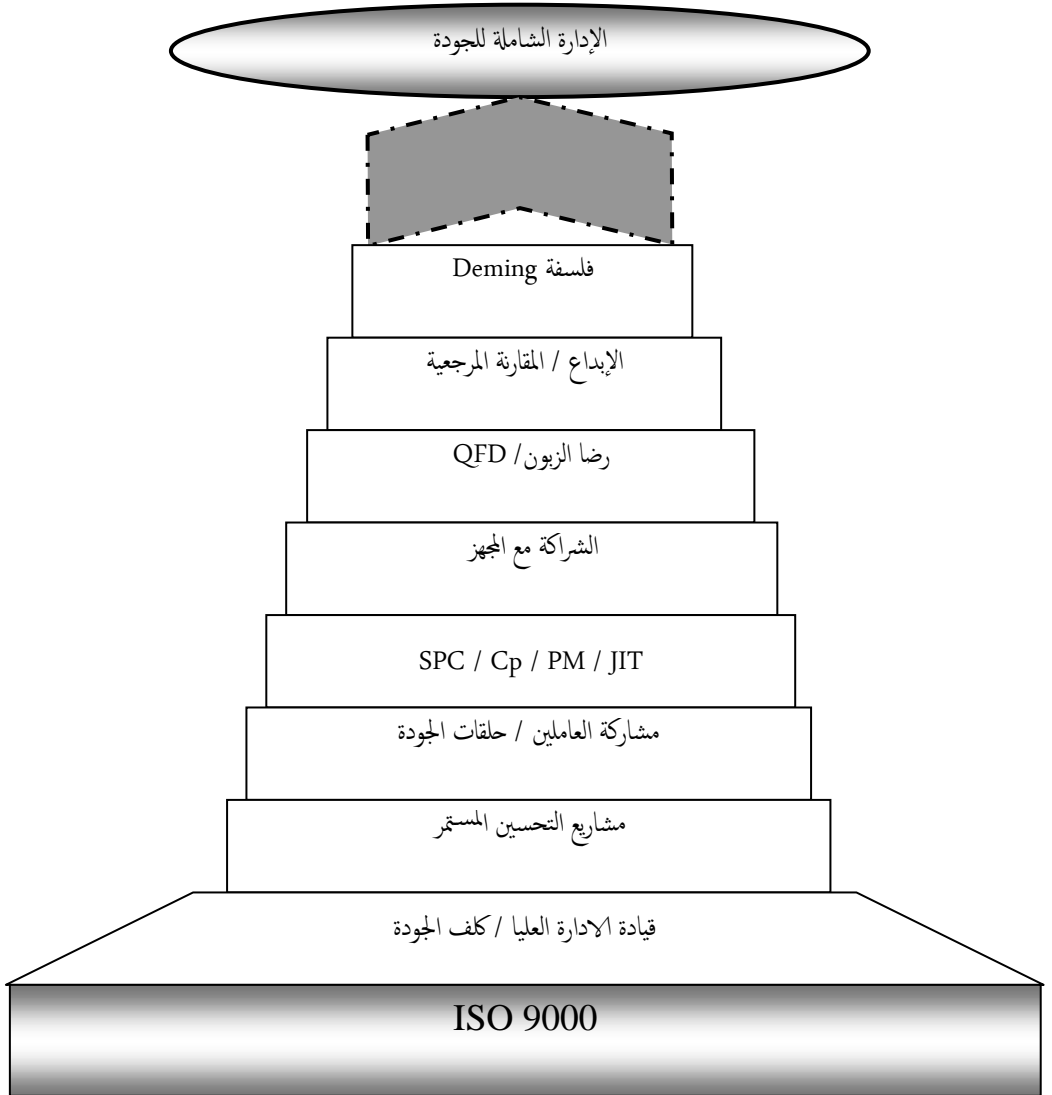 الإدارة الشاملة للجودة
فلسفة Deming
الإبداع / المقارنة المرجعية
رضا الزبون/ QFD
الشراكة مع المجهز
SPC / Cp / PM / JIT
مشاركة العاملين / حلقات الجودة
مشاريع التحسين المستمر
قيادة الادارة العليا / كلف الجودة
ISO 9000